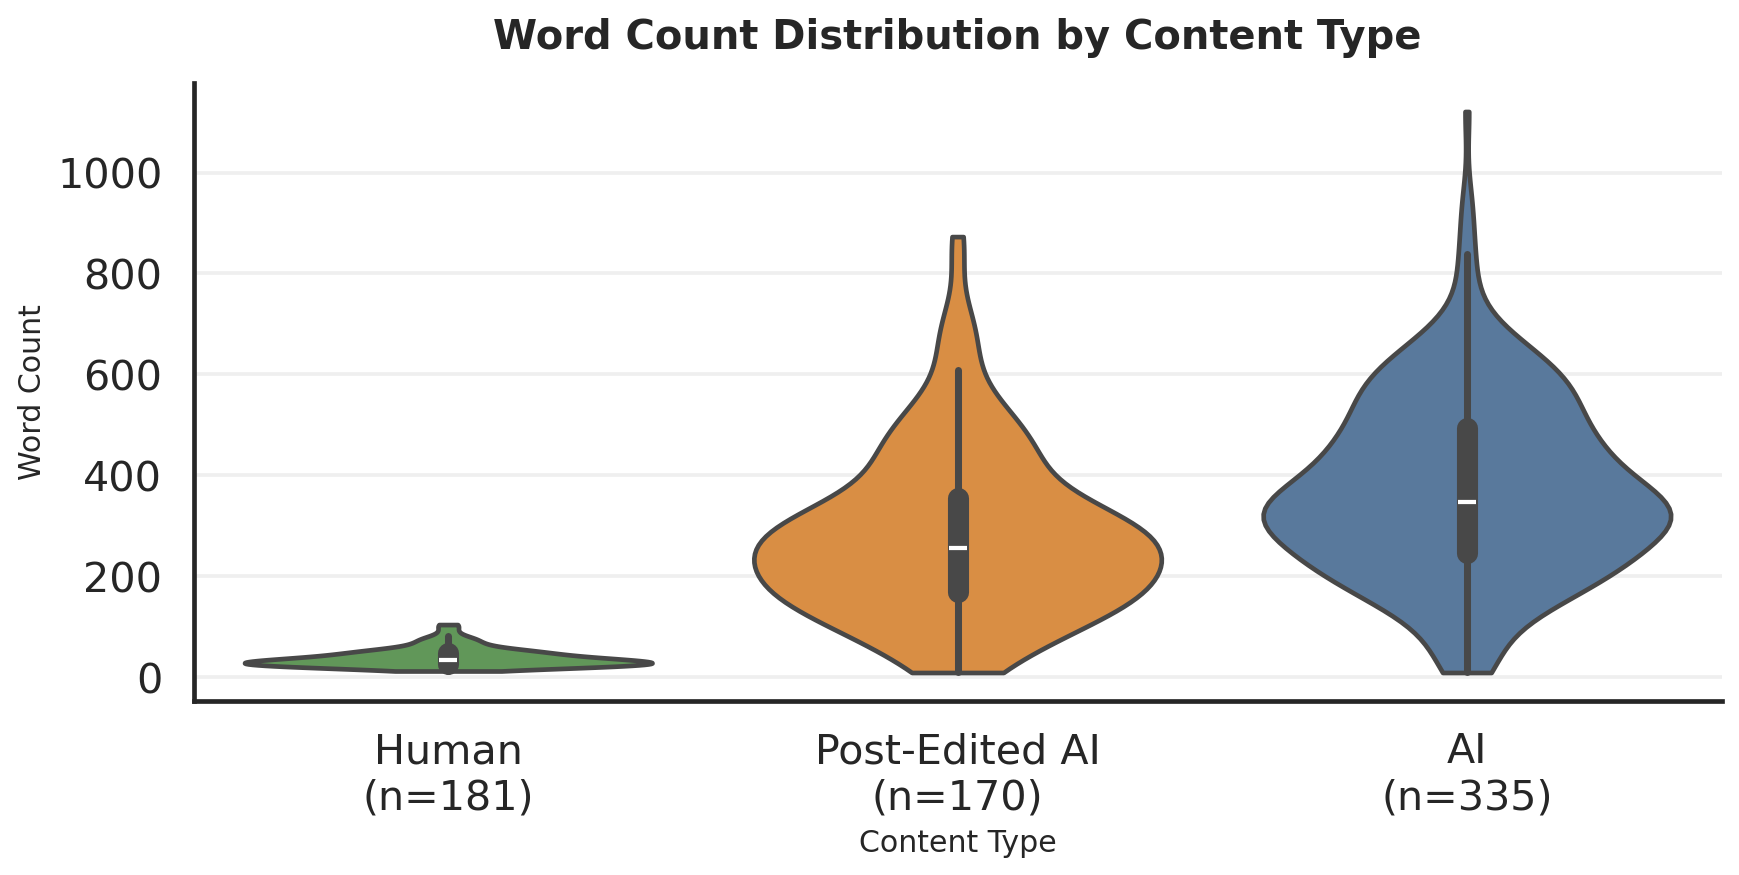 Word Count Distribution by Content Type
Word Count
1000
800
600
400
200
0
Human
(n=181)
Post-Edited AI
(n=170)
AI
(n=335)
Content Type